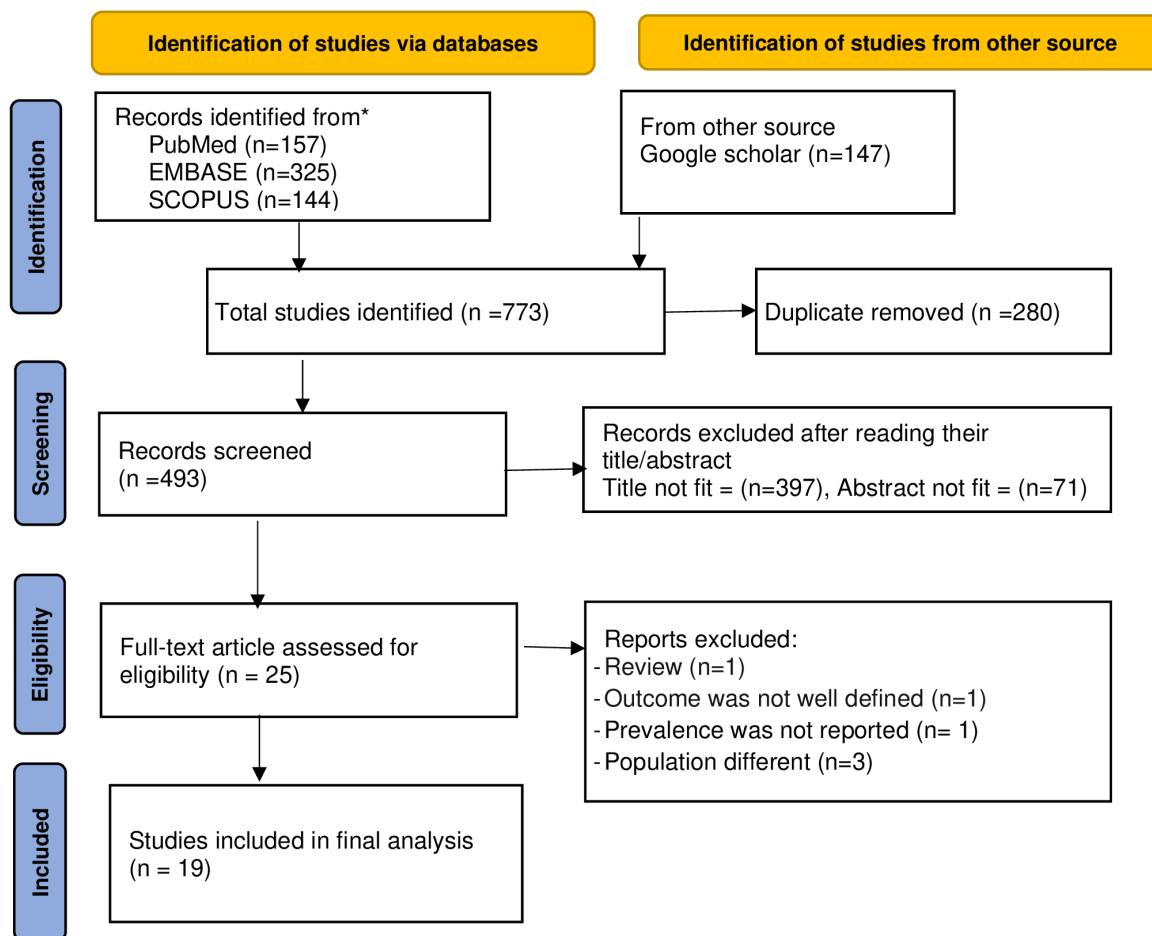 Identification of studies via databases
Identification of studies from other source
Identification
Records identified from*
PubMed (n=157)
EMBASE (n=325)
SCOPUS (n=144)
From other source
Google scholar (n=147)
Total studies identified (n =773)
Duplicate removed (n =280)
Screening
Records screened
(n =493)
Records excluded after reading their
title/abstract
Title not fit = (n=397), Abstract not fit = (n=71)
Eligibility
Full-text article assessed for
eligibility (n = 25)
Reports excluded:
-Review (n=1)
-Outcome was not well defined (n=1)
-Prevalence was not reported (n= 1)
-Population different (n=3)
Included
Studies included in final analysis
(n = 19)